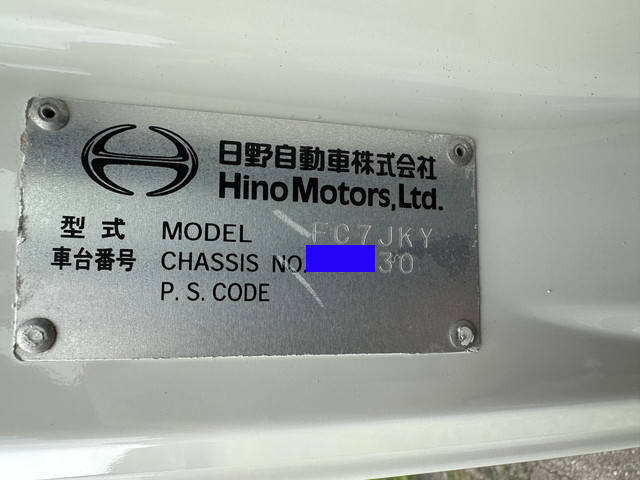 日野自動車株式会社
Hino Motors, Ltd.
型式 MODEL FC7JKY
車台番号 CHASSIS NO. 30
P. S. CODE